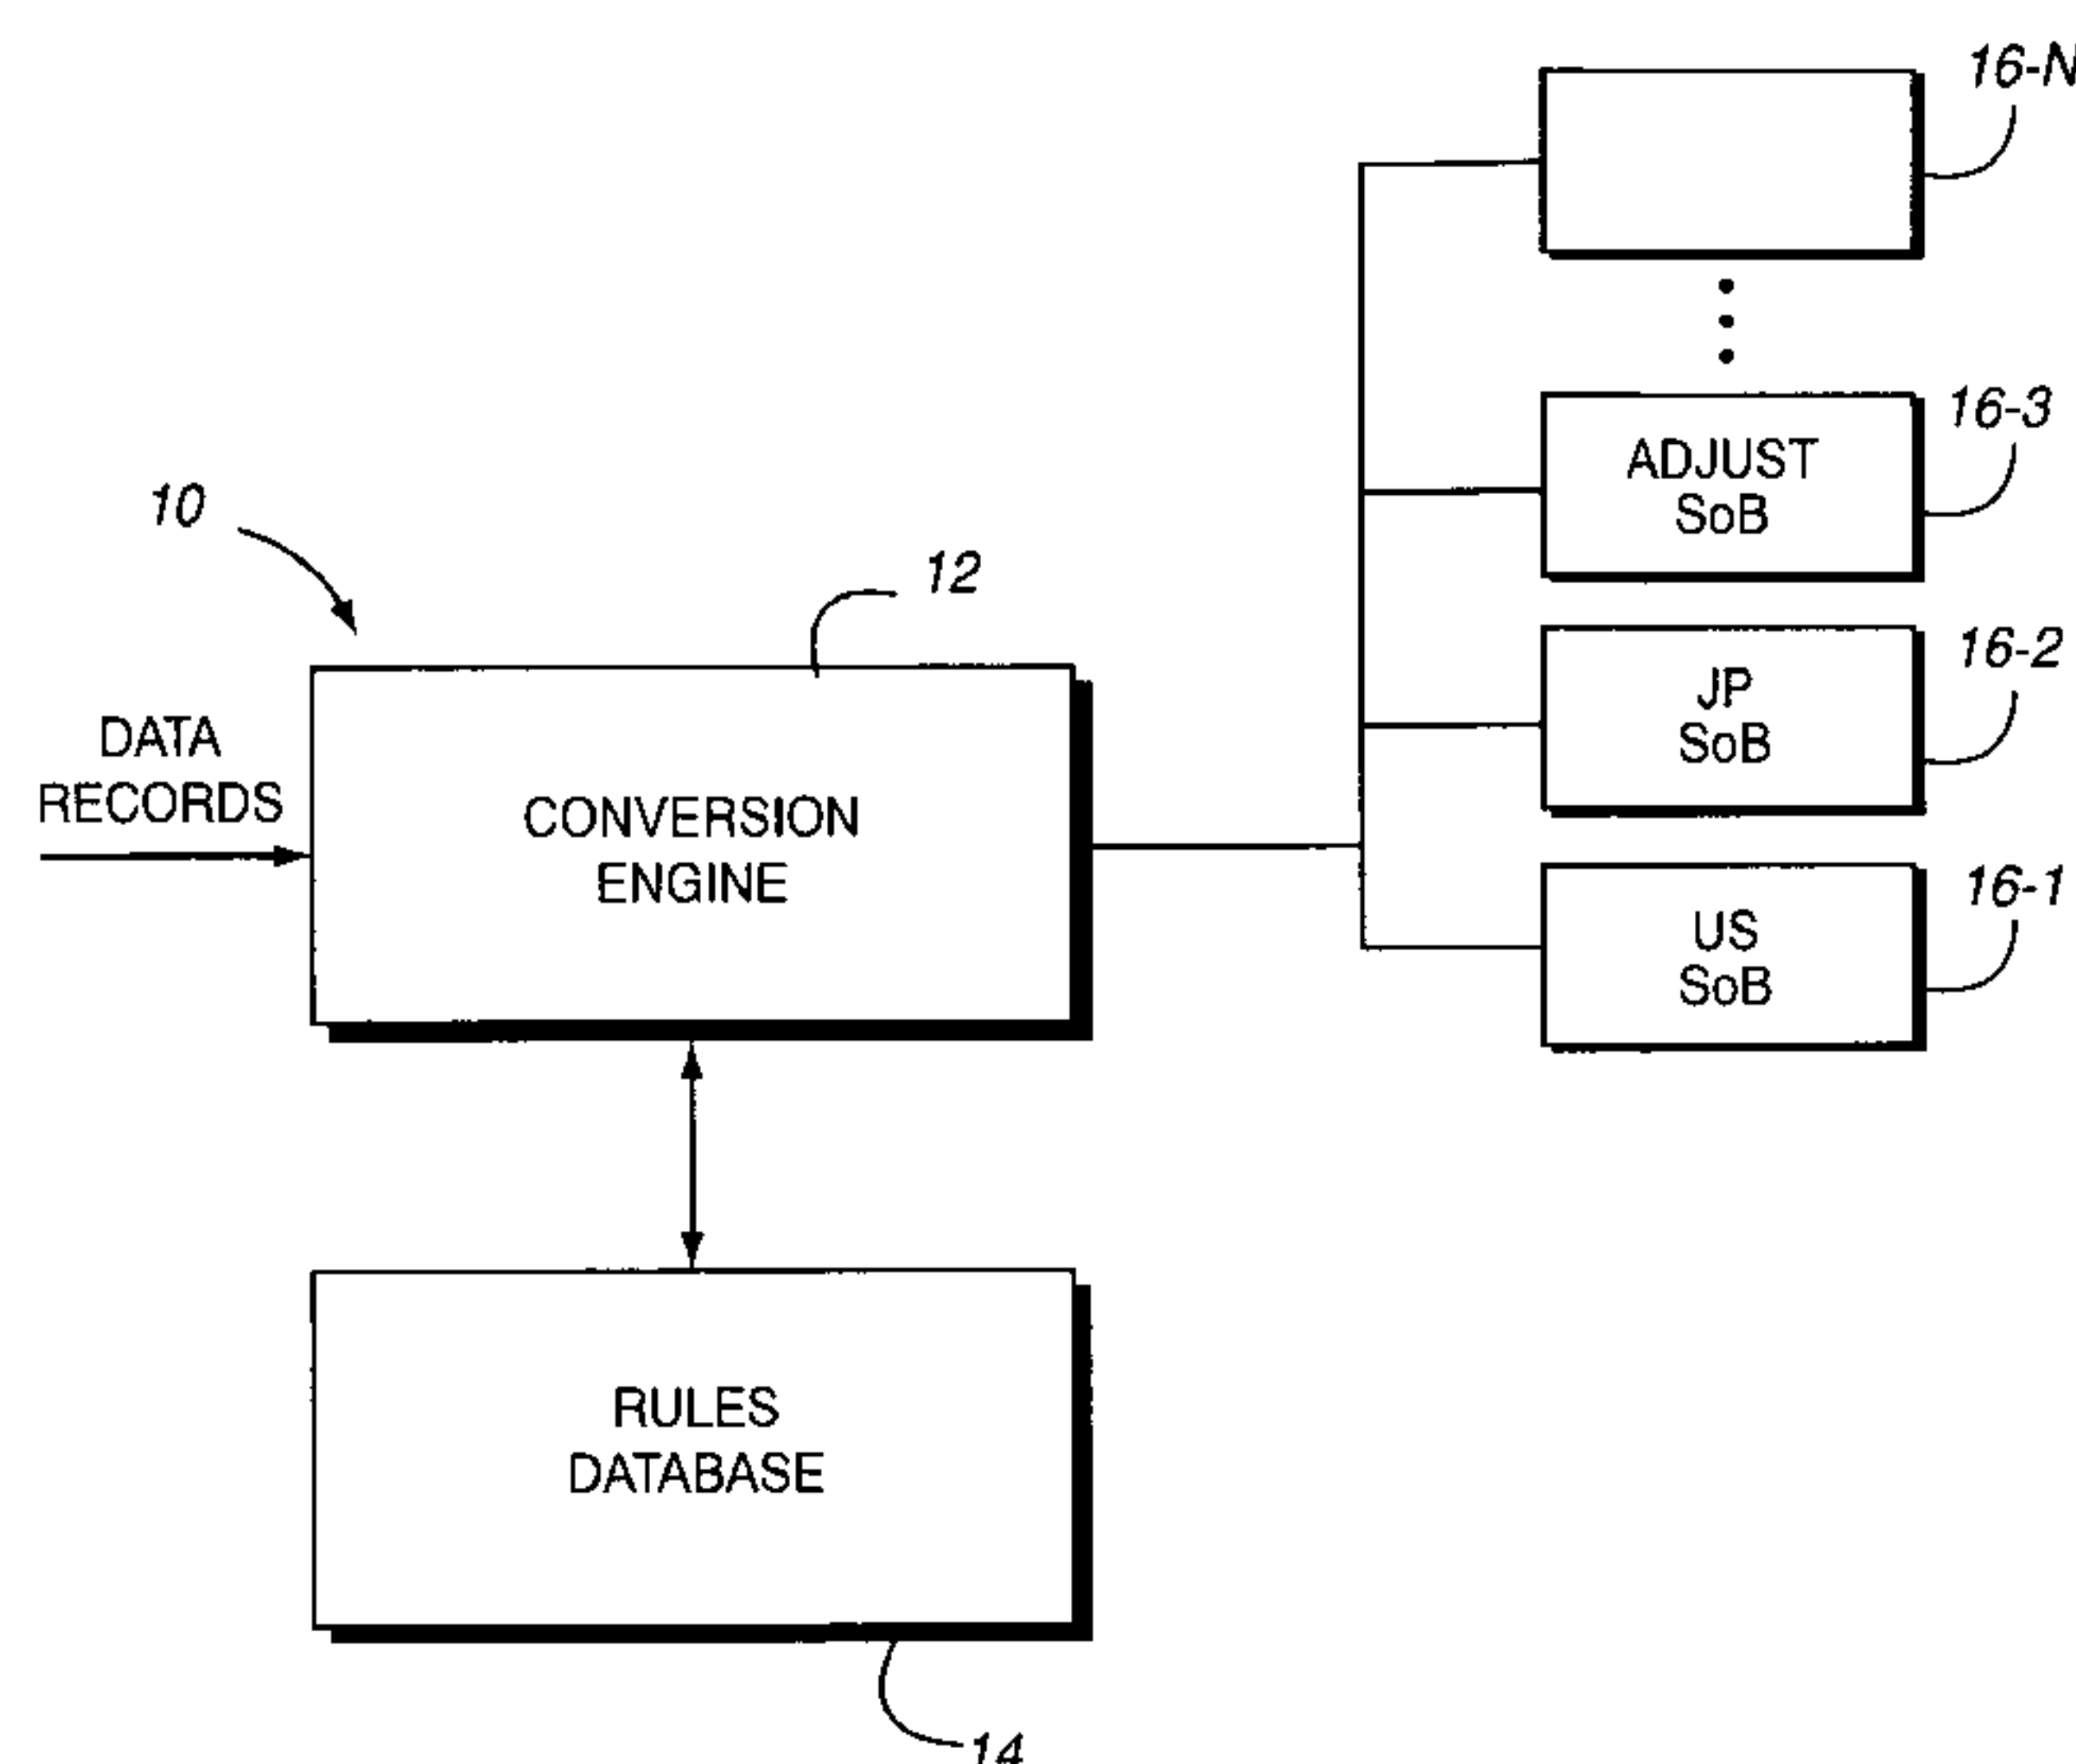 16-N
ADJUST
SoB
16-3
10
12
JP
SoB
16-2
DATA
RECORDS
CONVERSION
ENGINE
US
SoB
16-1
RULES
DATABASE
14